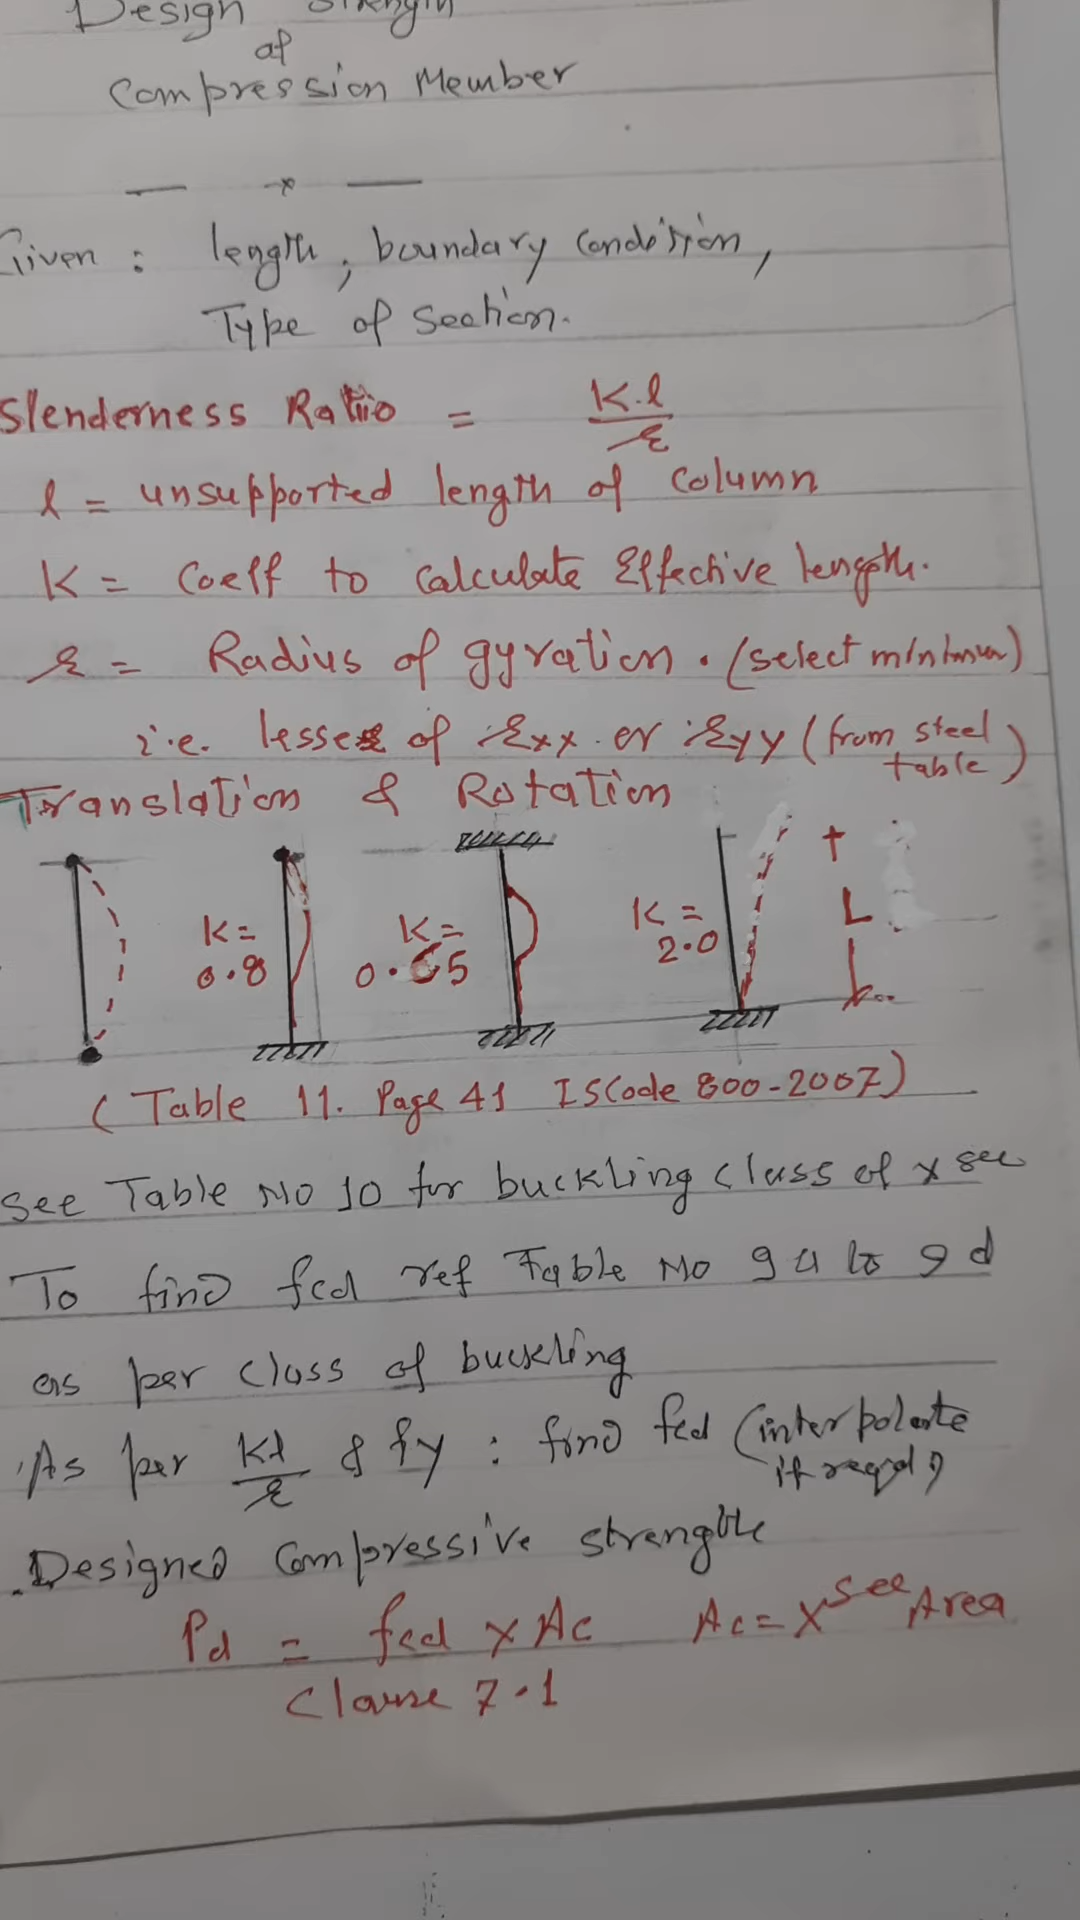 Design Strength
of
Compression Member
— × —
Given : length, boundary Condition,
Type of Section.
Slenderness Ratio = K.l / r
l = unsupported length of column
K = Coeff to calculate Effective length.
r = Radius of gyration. (select minimum)
i.e. lesser of rxx or ryy (from steel table)
Translation & Rotation
K = 0.8 K = 0.65 K = 2.0 L
(Table 11. Page 41 IS Code 800-2007)
See Table No 10 for buckling class of x sec
To find fcd ref Table No 9a to 9d
as per class of buckling
As per Kl / r & fy : find fcd (interpolate if reqd)
Designed Compressive strength
Pd = fcd x Ac Ac = x sec Area
Clause 7.1